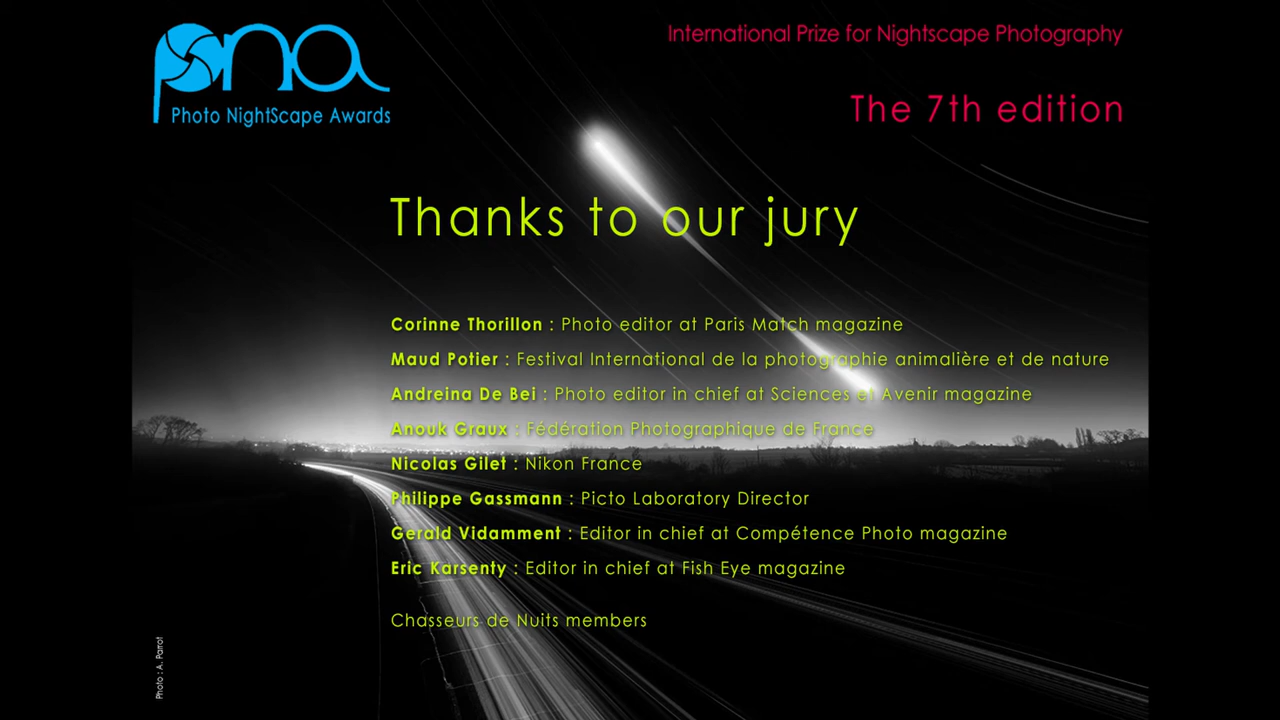 pna
Photo NightScape Awards
International Prize for Nightscape Photography
The 7th edition
Thanks to our jury
Corinne Thorillon : Photo editor at Paris Match magazine
Maud Potier : Festival International de la photographie animalière et de nature
Andreina De Bei : Photo editor in chief at Sciences et Avenir magazine
Anouk Graux : Fédération Photographique de France
Nicolas Gilet : Nikon France
Philippe Gassmann : Picto Laboratory Director
Gerald Vidamment : Editor in chief at Compétence Photo magazine
Eric Karsenty : Editor in chief at Fish Eye magazine
Chasseurs de Nuits members
Photo : A. Parrot